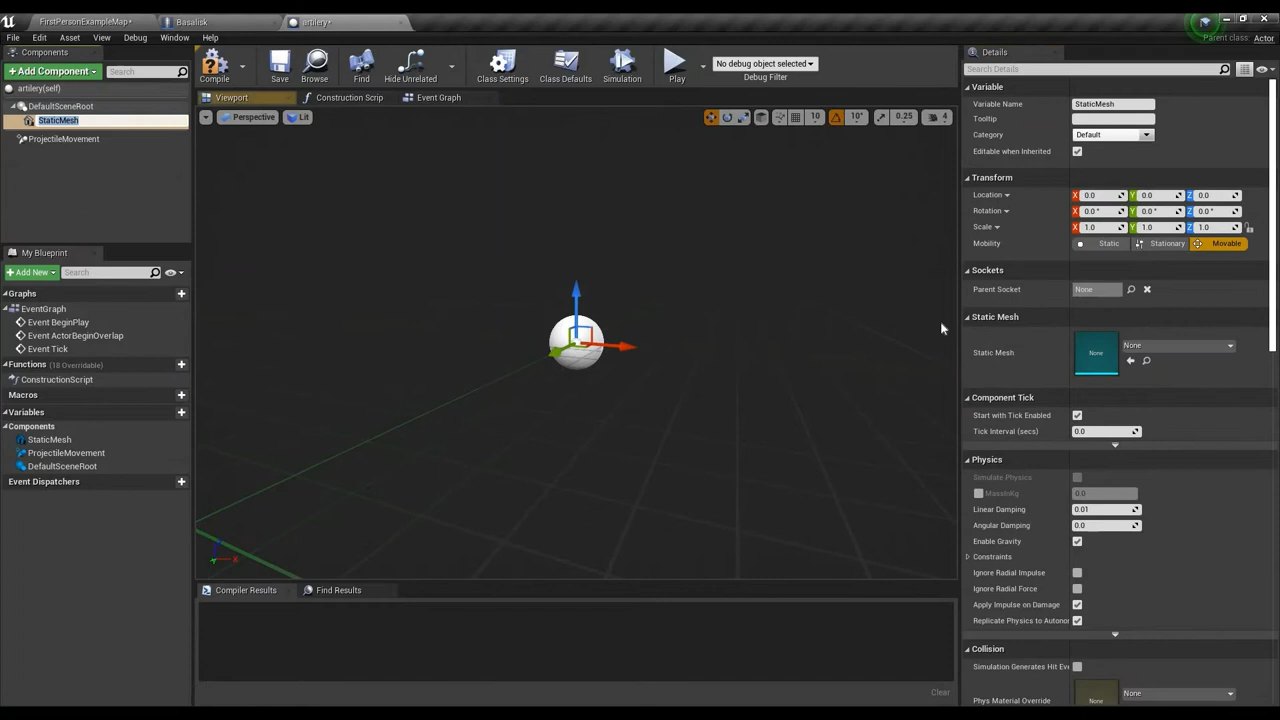 FirstPersonExampleMap*
Basalisk
artilery*
File Edit Asset View Debug Window Help
Parent class: Actor
Components
+Add Component
Search
artilery(self)
DefaultSceneRoot
StaticMesh
ProjectileMovement
Compile
Save
Browse
Find
Hide Unrelated
Class Settings
Class Defaults
Simulation
Play
No debug object selected
Debug Filter
Viewport
Construction Scrip
Event Graph
Perspective
Lit
10
10°
0.25
4
My Blueprint
+Add New
Search
Graphs
EventGraph
Event BeginPlay
Event ActorBeginOverlap
Event Tick
Functions (18 Overridable)
ConstructionScript
Macros
Variables
Components
StaticMesh
ProjectileMovement
DefaultSceneRoot
Event Dispatchers
Compiler Results
Find Results
Clear
Details
Search Details
Variable
Variable Name StaticMesh
Tooltip
Category Default
Editable when Inherited
Transform
Location X 0.0 Y 0.0 Z 0.0
Rotation X 0.0° Y 0.0° Z 0.0°
Scale X 1.0 Y 1.0 Z 1.0
Mobility Static Stationary Movable
Sockets
Parent Socket None
Static Mesh
Static Mesh None None
Component Tick
Start with Tick Enabled
Tick Interval (secs) 0.0
Physics
Simulate Physics
MassInKg 0.0
Linear Damping 0.01
Angular Damping 0.0
Enable Gravity
Constraints
Ignore Radial Impulse
Ignore Radial Force
Apply Impulse on Damage
Replicate Physics to Autonon
Collision
Simulation Generates Hit Eve
Phys Material Override None None